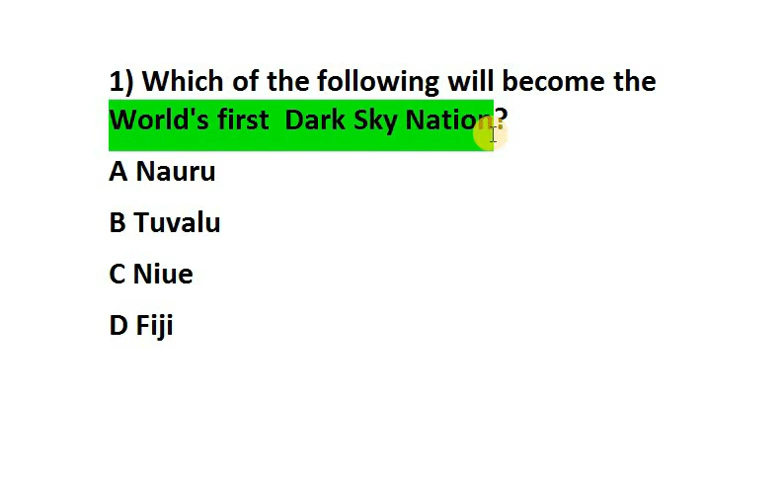 1) Which of the following will become the
World's first  Dark Sky Nation?
A Nauru
B Tuvalu
C Niue
D Fiji